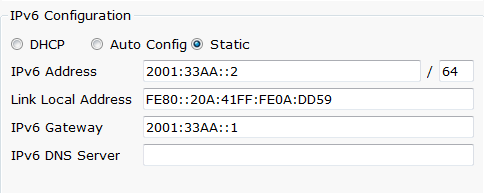 IPv6 Configuration
DHCP Auto Config Static
IPv6 Address 2001:33AA::2 / 64
Link Local Address FE80::20A:41FF:FE0A:DD59
IPv6 Gateway 2001:33AA::1
IPv6 DNS Server